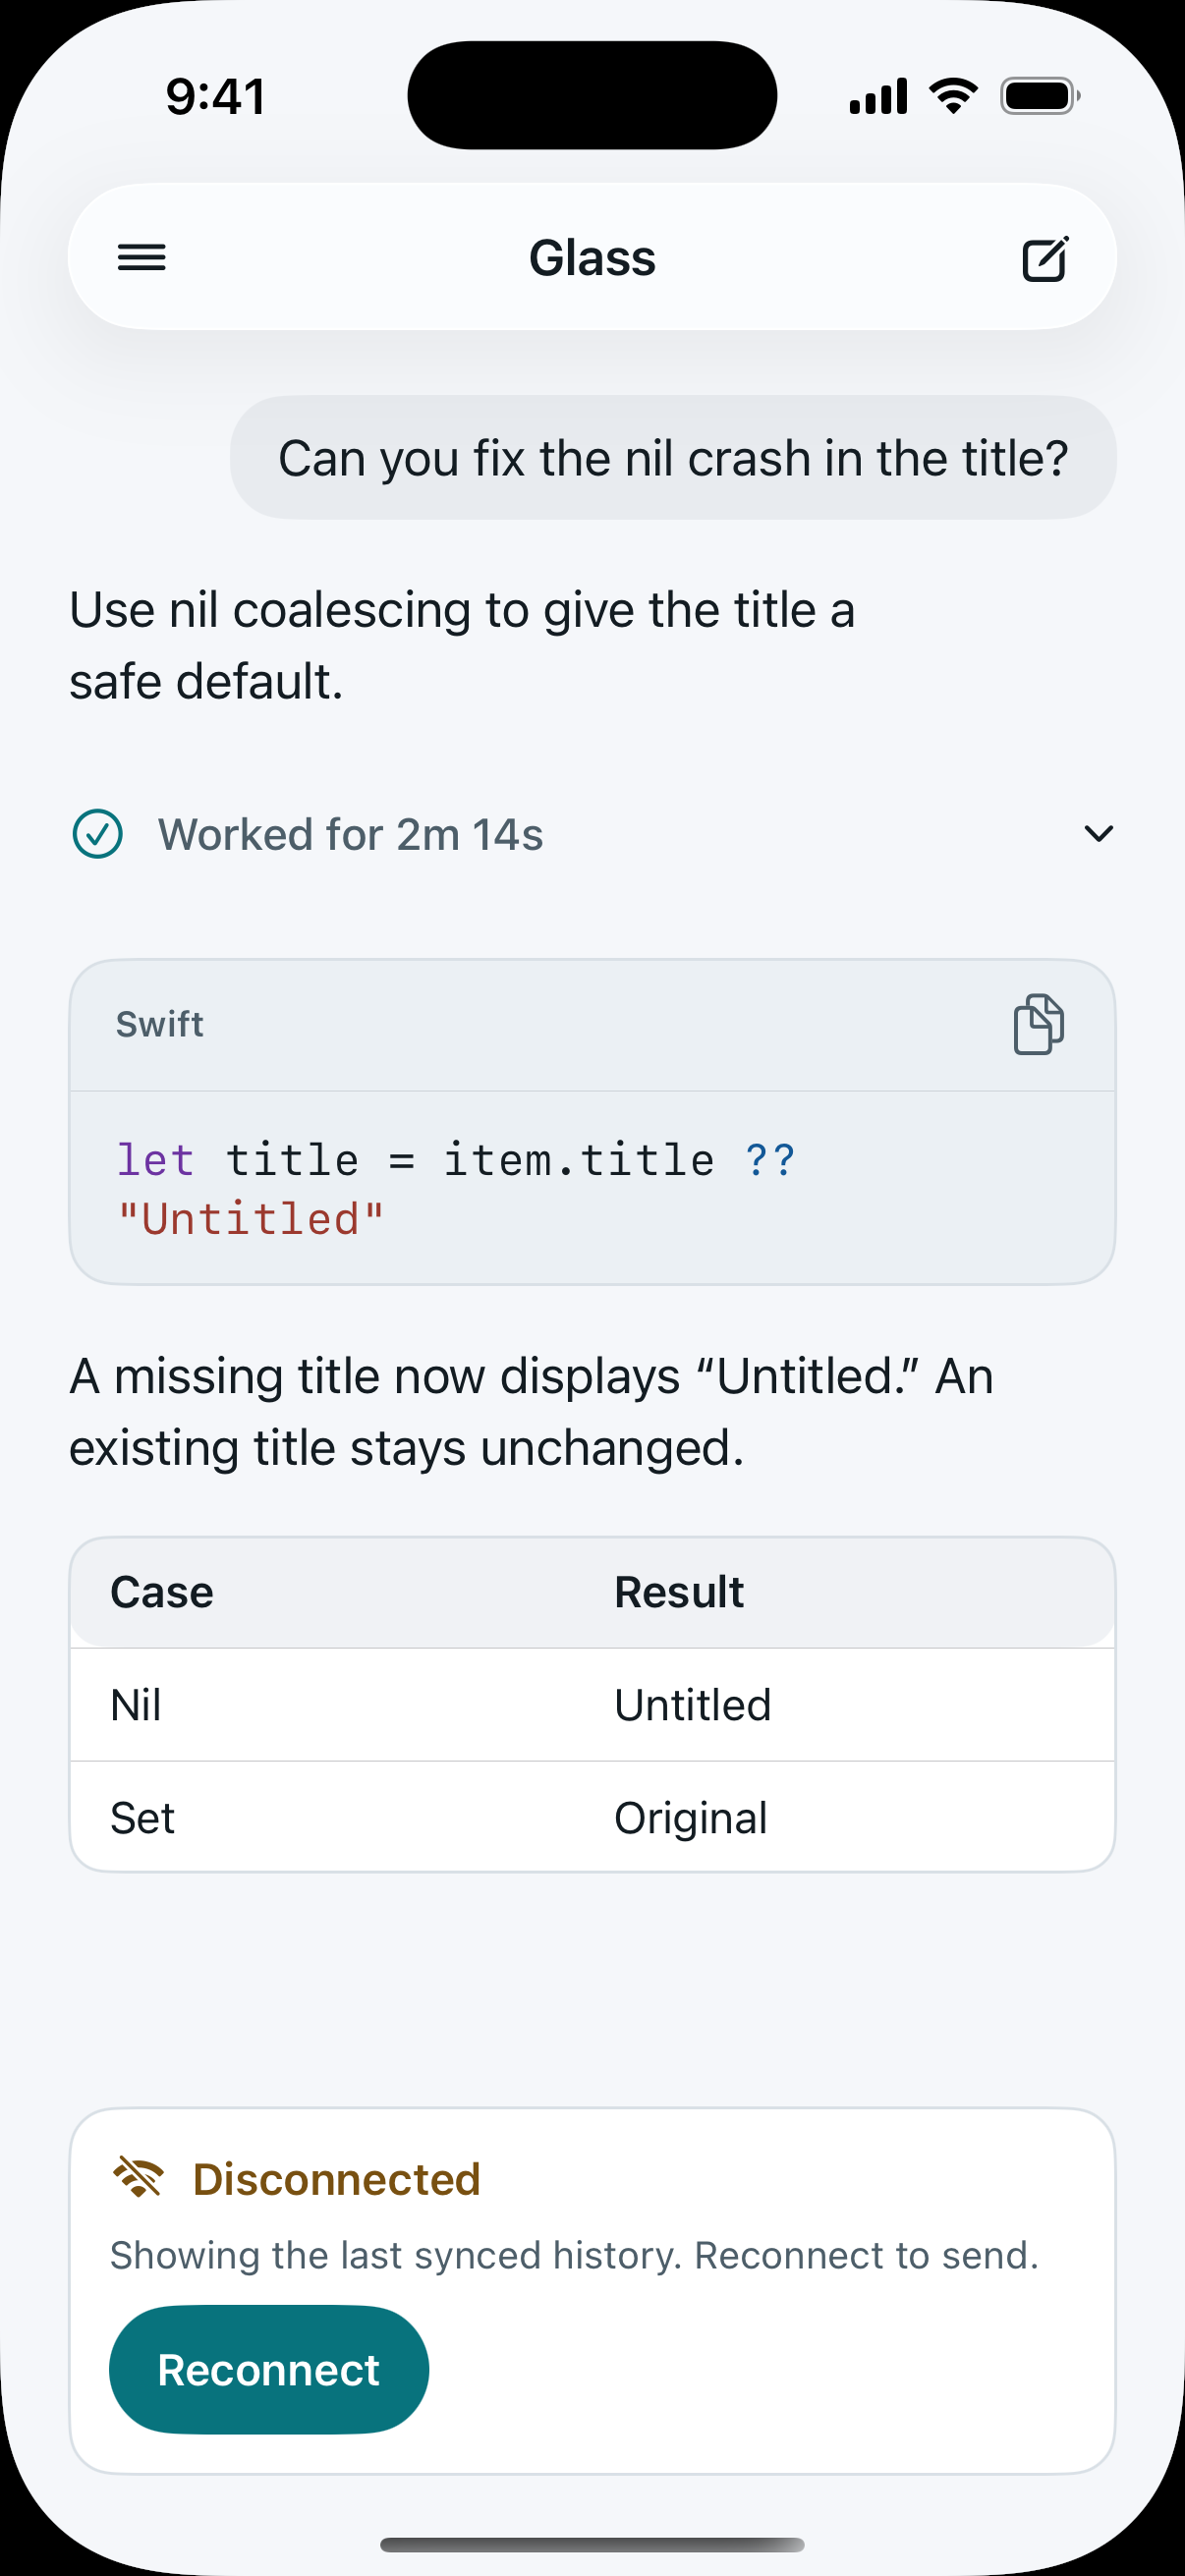 9:41
Glass
Can you fix the nil crash in the title?
Use nil coalescing to give the title a
safe default.
Worked for 2m 14s
Swift
let title = item.title ??
"Untitled"
A missing title now displays “Untitled.” An
existing title stays unchanged.
Case Result
Nil Untitled
Set Original
Disconnected
Showing the last synced history. Reconnect to send.
Reconnect